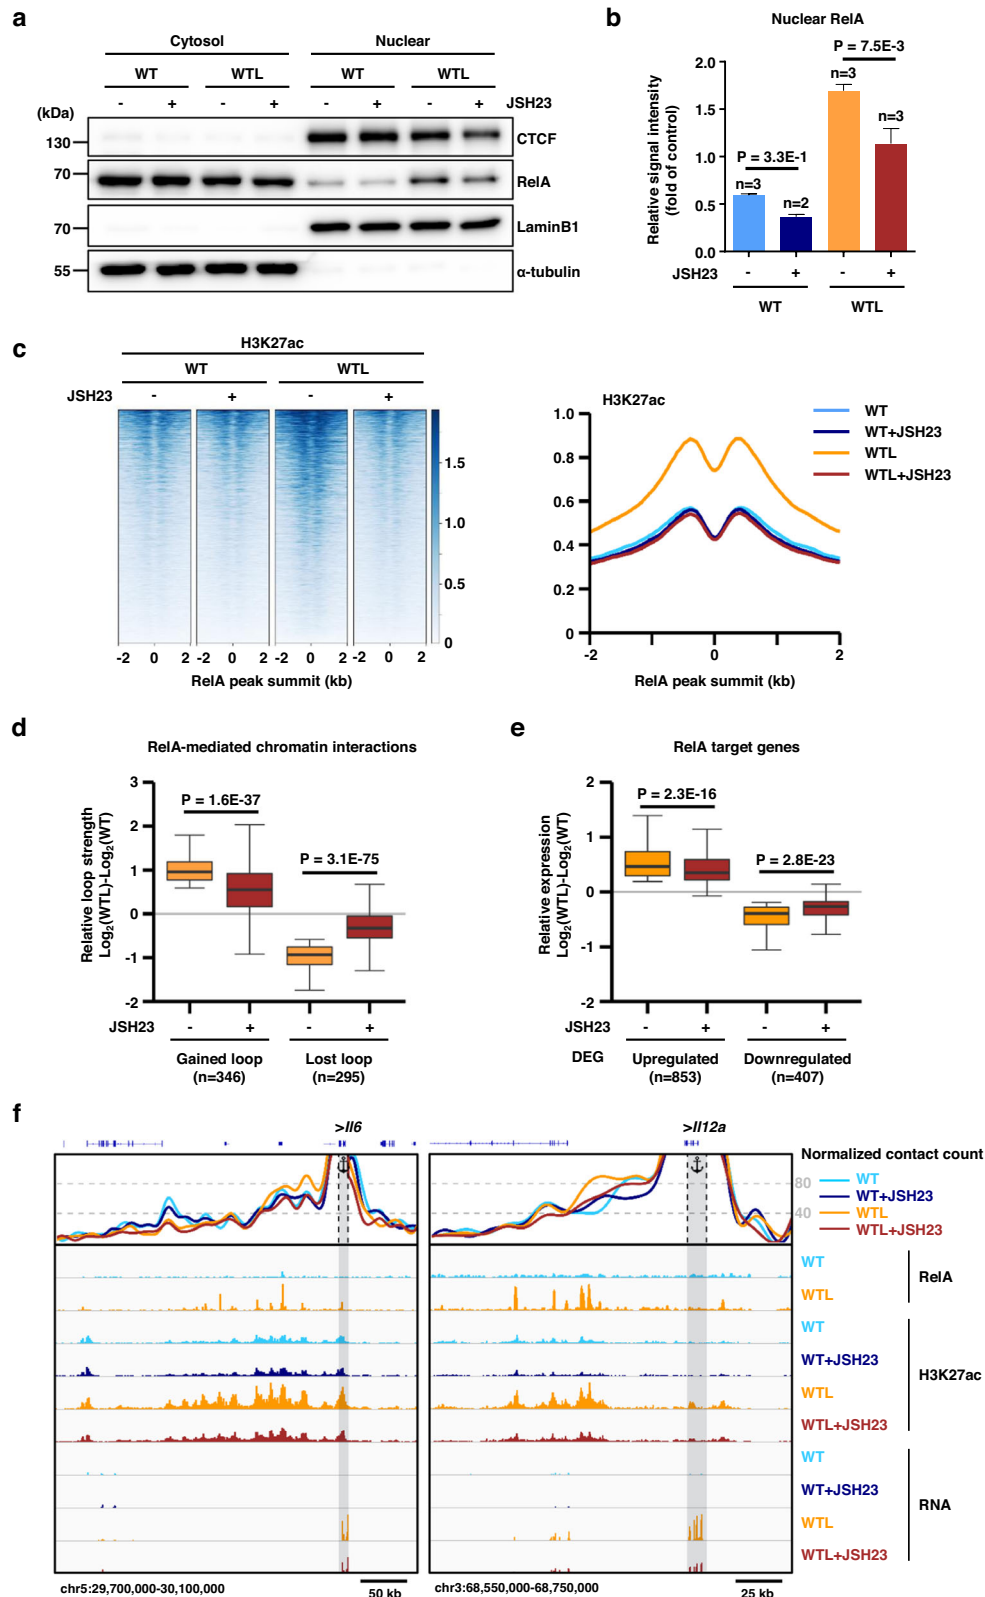 a
Cytosol Nuclear
WT WTL WT WTL
- + - + - + - + JSH23
(kDa)
130 CTCF
70 RelA
70 LaminB1
55 α-tubulin
b
Nuclear RelA
Relative signal intensity
(fold of control)
2.0
1.5
1.0
0.5
0.0
P = 7.5E-3
n=3
n=3
P = 3.3E-1
n=3
n=2
JSH23 - + - +
WT WTL
c
H3K27ac
WT WTL
JSH23 - + - +
1.5
1.0
0.5
0
-2 0 2 -2 0 2 -2 0 2 -2 0 2
RelA peak summit (kb)
H3K27ac
1.0
0.8
0.6
0.4
0.2
0
-2 0 2
RelA peak summit (kb)
WT
WT+JSH23
WTL
WTL+JSH23
d
RelA-mediated chromatin interactions
Relative loop strength
Log2(WTL)-Log2(WT)
3
2
1
0
-1
-2
P = 1.6E-37
P = 3.1E-75
JSH23 - + - +
Gained loop Lost loop
(n=346) (n=295)
e
RelA target genes
Relative expression
Log2(WTL)-Log2(WT)
2
1
0
-1
-2
P = 2.3E-16
P = 2.8E-23
JSH23 - + - +
DEG Upregulated Downregulated
(n=853) (n=407)
f
>Il6 >Il12a
Normalized contact count
80
40
WT
WT+JSH23
WTL
WTL+JSH23
WT
WTL
RelA
WT
WT+JSH23
WTL
WTL+JSH23
H3K27ac
WT
WT+JSH23
WTL
WTL+JSH23
RNA
chr5:29,700,000-30,100,000 50 kb
chr3:68,550,000-68,750,000 25 kb